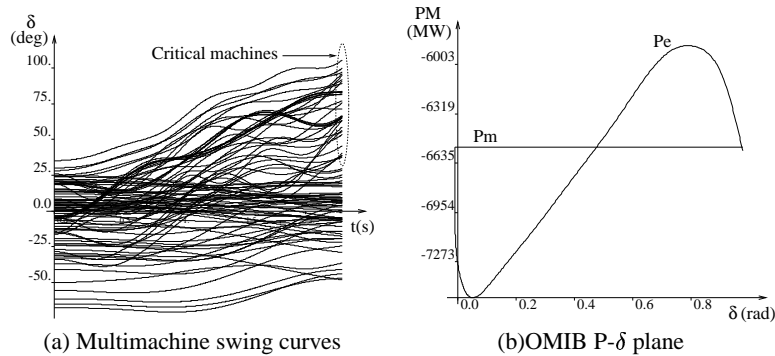 δ
(deg)
Critical machines
100.
75.
50.
25
0.0
-25.
-50.
t(s)
(a) Multimachine swing curves
PM
(MW)
Pe
-6003
-6319
Pm
-6635
-6954
-7273
0.0 0.2 0.4 0.6 0.8
δ (rad)
(b)OMIB P-δ plane